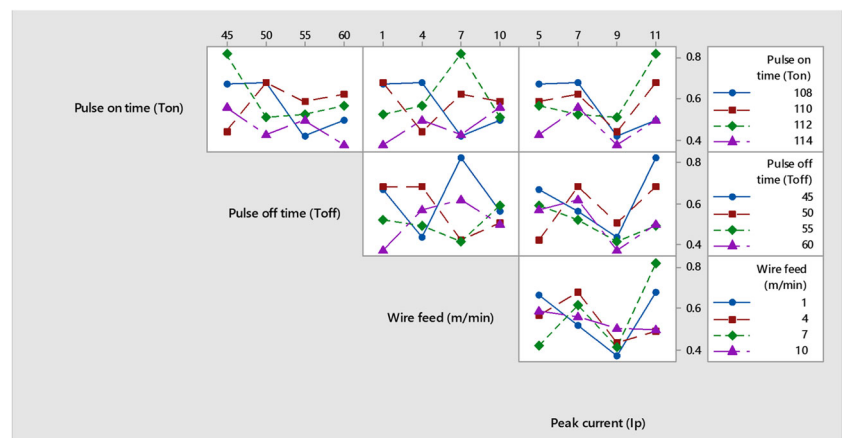 45 50 55 60 1 4 7 10 5 7 9 11
Pulse on time (Ton)
0.8
0.6
0.4
Pulse on
time (Ton)
108
110
112
114
Pulse off time (Toff)
0.8
0.6
0.4
Pulse off
time (Toff)
45
50
55
60
Wire feed (m/min)
0.8
0.6
0.4
Wire feed
(m/min)
1
4
7
10
Peak current (Ip)